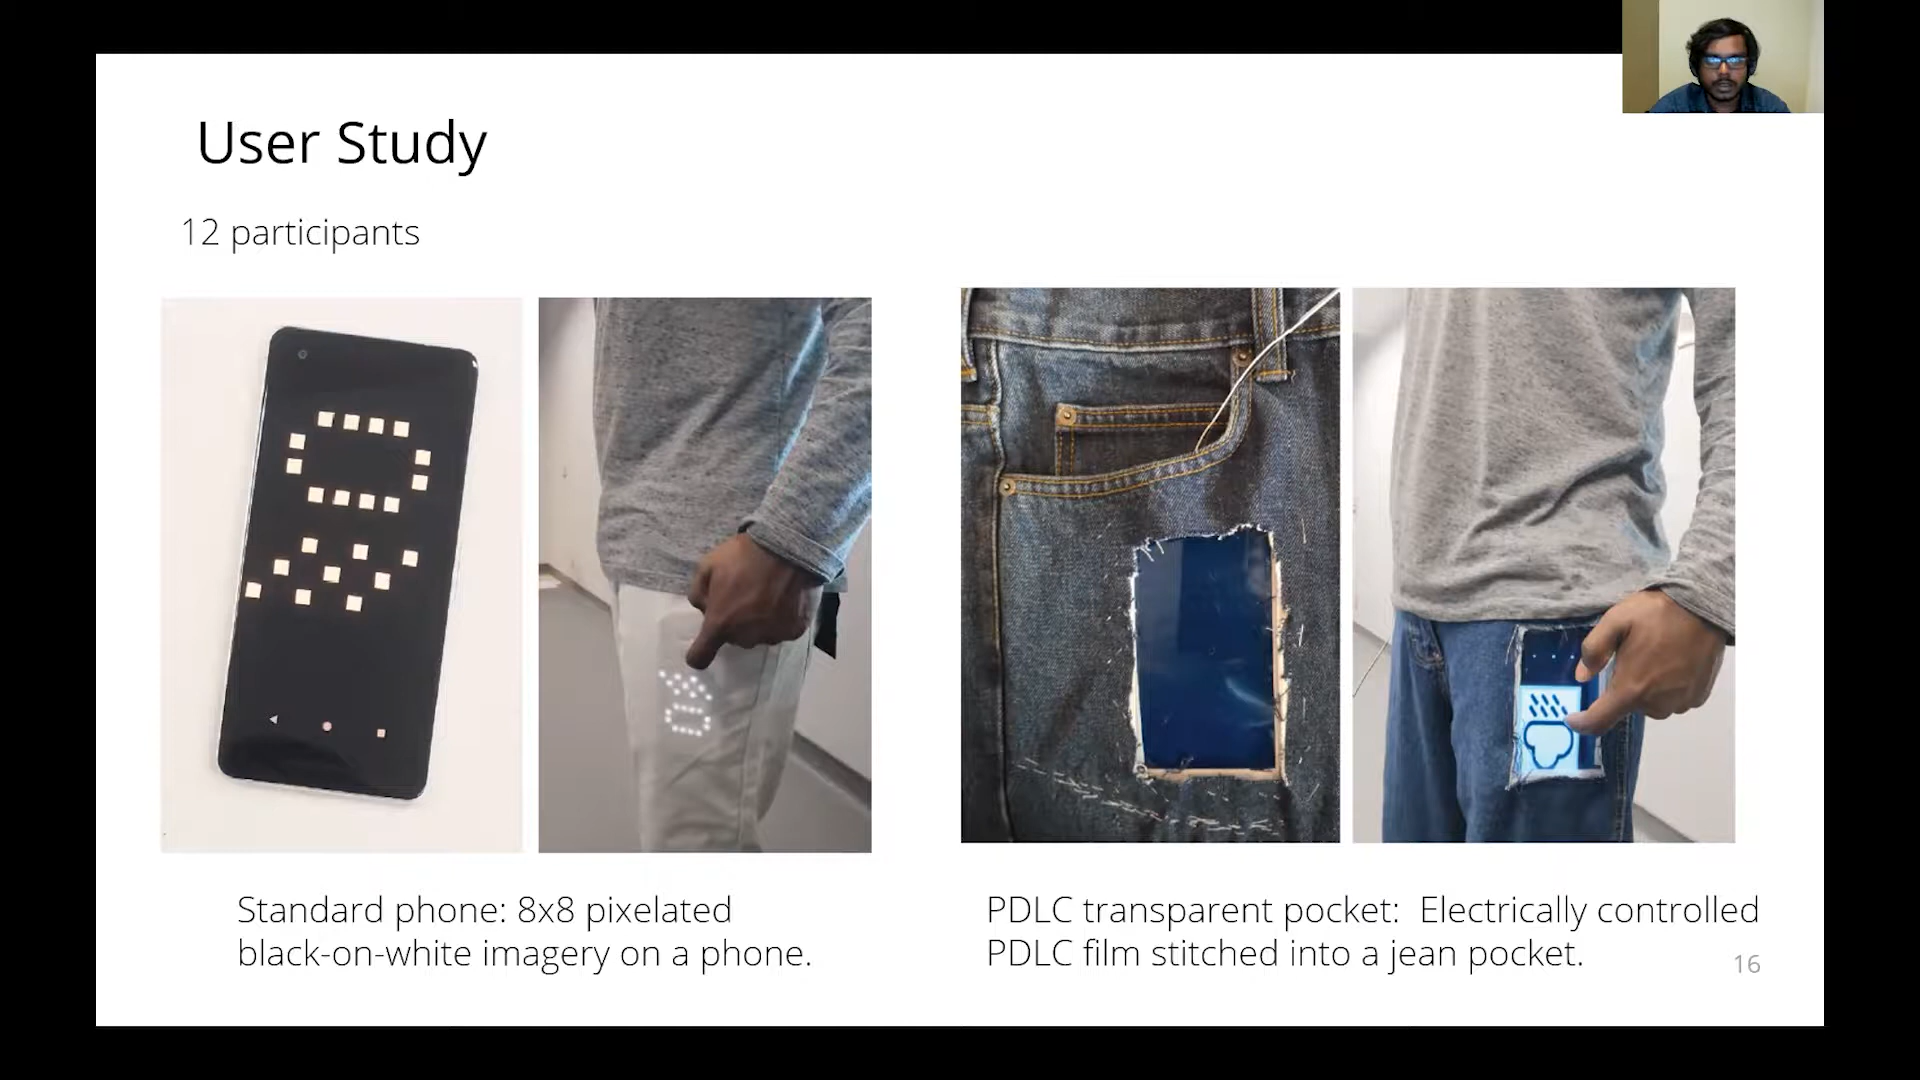 User Study
12 participants
Standard phone: 8x8 pixelated
black-on-white imagery on a phone.
PDLC transparent pocket:  Electrically controlled
PDLC film stitched into a jean pocket.
16